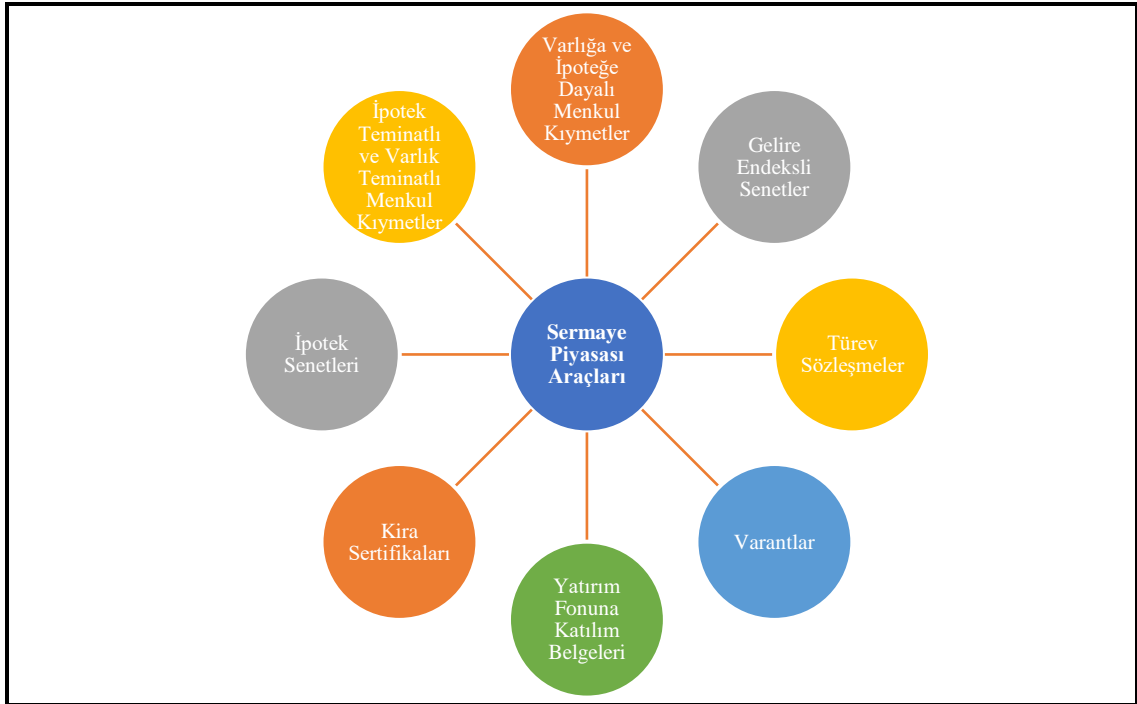 Varlığa ve
İpoteğe
Dayalı
Menkul
Kıymetler
Gelire
Endeksli
Senetler
Türev
Sözleşmeler
Varantlar
Yatırım
Fonuna
Katılım
Belgeleri
Kira
Sertifikaları
İpotek
Senetleri
İpotek
Teminatlı
ve Varlık
Teminatlı
Menkul
Kıymetler
Sermaye
Piyasası
Araçları